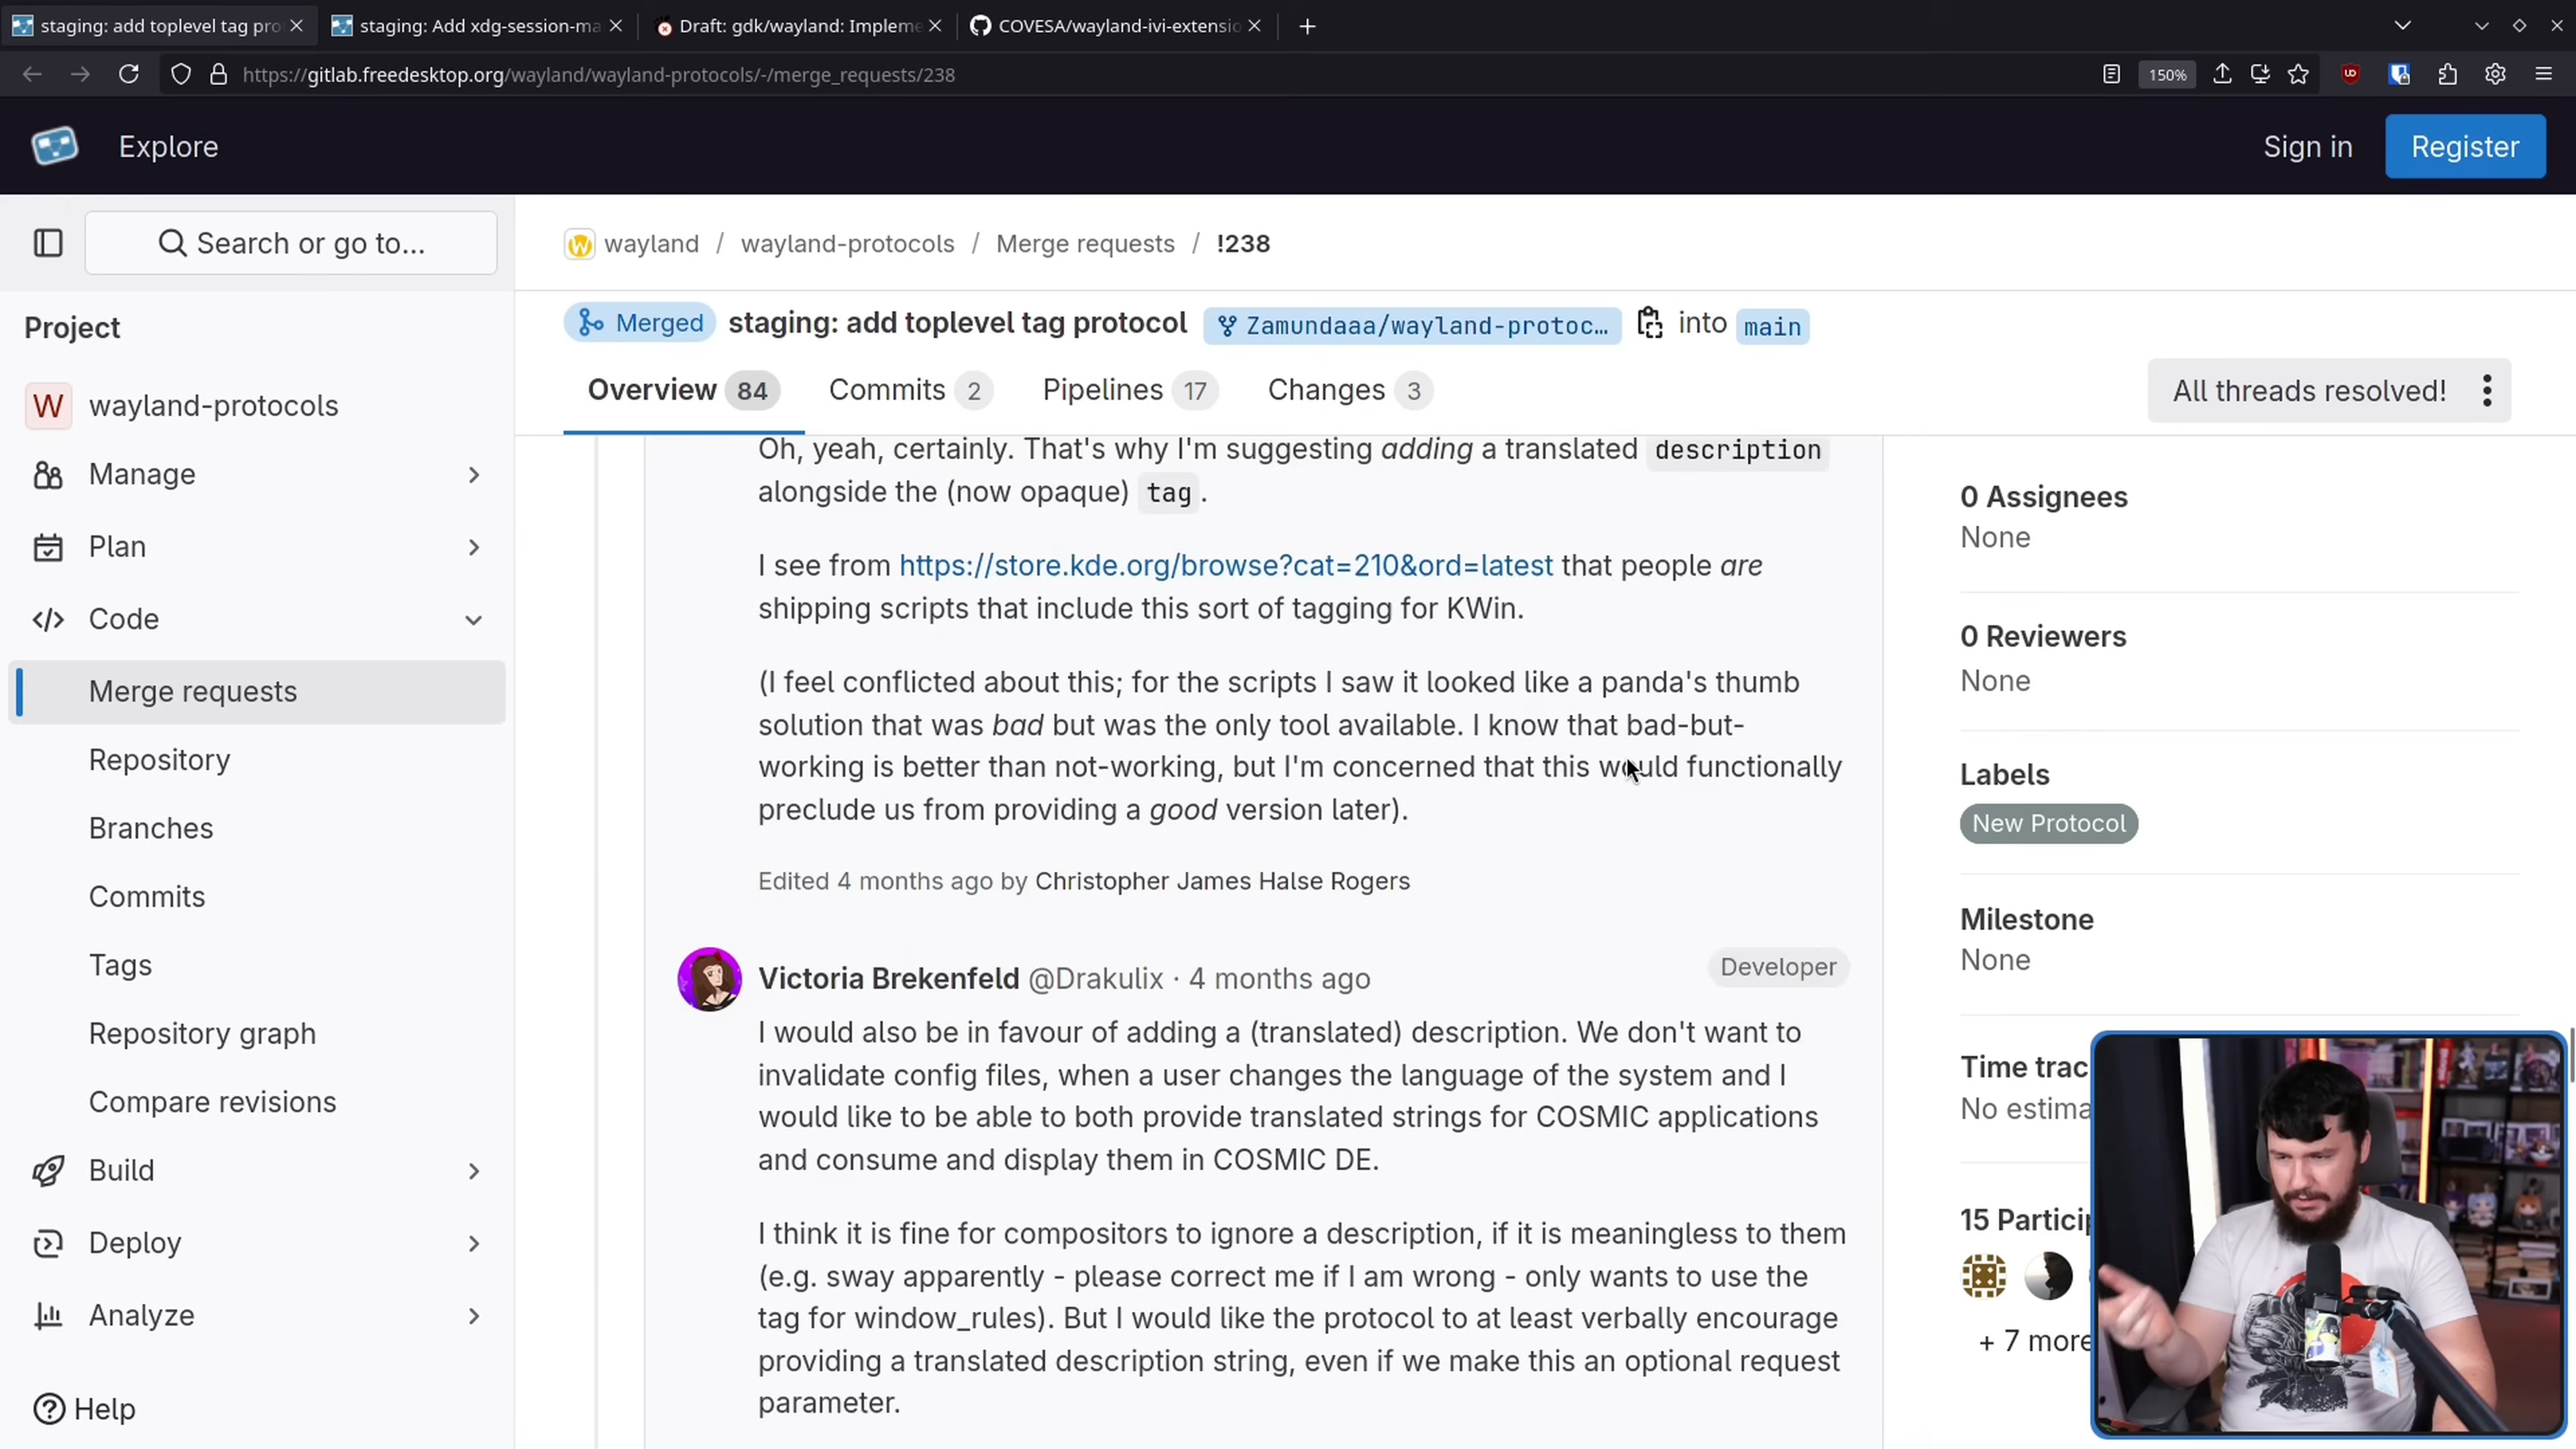 staging: add toplevel tag pro
staging: Add xdg-session-ma
Draft: gdk/wayland: Impleme
COVESA/wayland-ivi-extensio
https://gitlab.freedesktop.org/wayland/wayland-protocols/-/merge_requests/238
150%
Explore
Sign in
Register
Search or go to...
wayland / wayland-protocols / Merge requests / !238
Project
Merged staging: add toplevel tag protocol Zamundaaa/wayland-protoc... into main
wayland-protocols
Overview 84 Commits 2 Pipelines 17 Changes 3
All threads resolved!
Manage
Plan
Code
Merge requests
Repository
Branches
Commits
Tags
Repository graph
Compare revisions
Build
Deploy
Analyze
Help
Oh, yeah, certainly. That's why I'm suggesting adding a translated description
alongside the (now opaque) tag.
I see from https://store.kde.org/browse?cat=210&ord=latest that people are
shipping scripts that include this sort of tagging for KWin.
(I feel conflicted about this; for the scripts I saw it looked like a panda's thumb
solution that was bad but was the only tool available. I know that bad-but-
working is better than not-working, but I'm concerned that this would functionally
preclude us from providing a good version later).
Edited 4 months ago by Christopher James Halse Rogers
Victoria Brekenfeld @Drakulix · 4 months ago
Developer
I would also be in favour of adding a (translated) description. We don't want to
invalidate config files, when a user changes the language of the system and I
would like to be able to both provide translated strings for COSMIC applications
and consume and display them in COSMIC DE.
I think it is fine for compositors to ignore a description, if it is meaningless to them
(e.g. sway apparently - please correct me if I am wrong - only wants to use the
tag for window_rules). But I would like the protocol to at least verbally encourage
providing a translated description string, even if we make this an optional request
parameter.
0 Assignees
None
0 Reviewers
None
Labels
New Protocol
Milestone
None
Time trac
No estima
15 Particip
+ 7 more